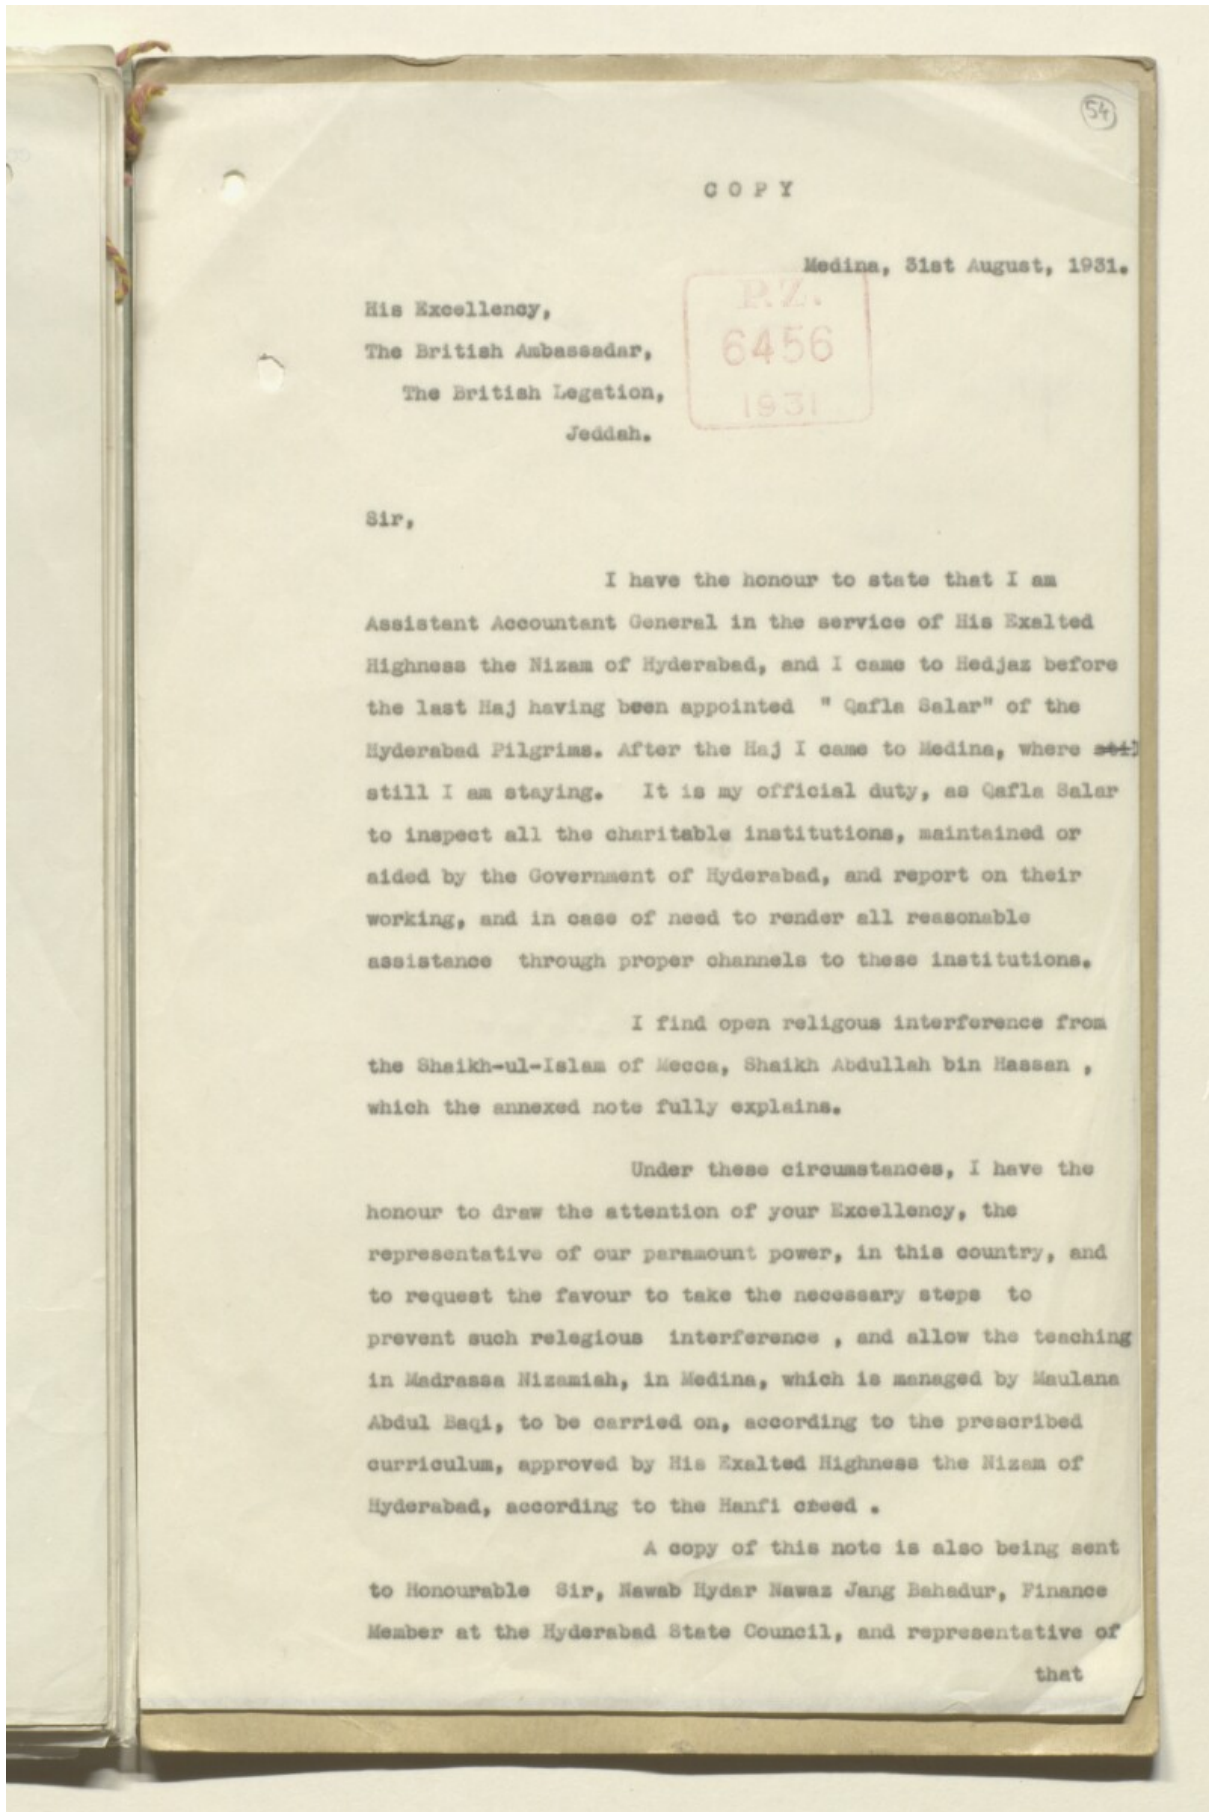 54
C O P Y
Medina, 31st August, 1931.
P.Z.
6456
1931
His Excellency,
The British Ambassadar,
The British Legation,
Jeddah.
Sir,
I have the honour to state that I am
Assistant Accountant General in the service of His Exalted
Highness the Nizam of Hyderabad, and I came to Hedjaz before
the last Haj having been appointed " Qafla Salar" of the
Hyderabad Pilgrims. After the Haj I came to Medina, where
still I am staying. It is my official duty, as Qafla Salar
to inspect all the charitable institutions, maintained or
aided by the Government of Hyderabad, and report on their
working, and in case of need to render all reasonable
assistance through proper channels to these institutions.
I find open religous interference from
the Shaikh-ul-Islam of Mecca, Shaikh Abdullah bin Hassan ,
which the annexed note fully explains.
Under these circumstances, I have the
honour to draw the attention of your Excellency, the
representative of our paramount power, in this country, and
to request the favour to take the necessary steps to
prevent such relegious interference , and allow the teaching
in Madrassa Nizamiah, in Medina, which is managed by Maulana
Abdul Baqi, to be carried on, according to the prescribed
curriculum, approved by His Exalted Highness the Nizam of
Hyderabad, according to the Hanfi creed .
A copy of this note is also being sent
to Honourable Sir, Nawab Hydar Nawaz Jang Bahadur, Finance
Member at the Hyderabad State Council, and representative of
that